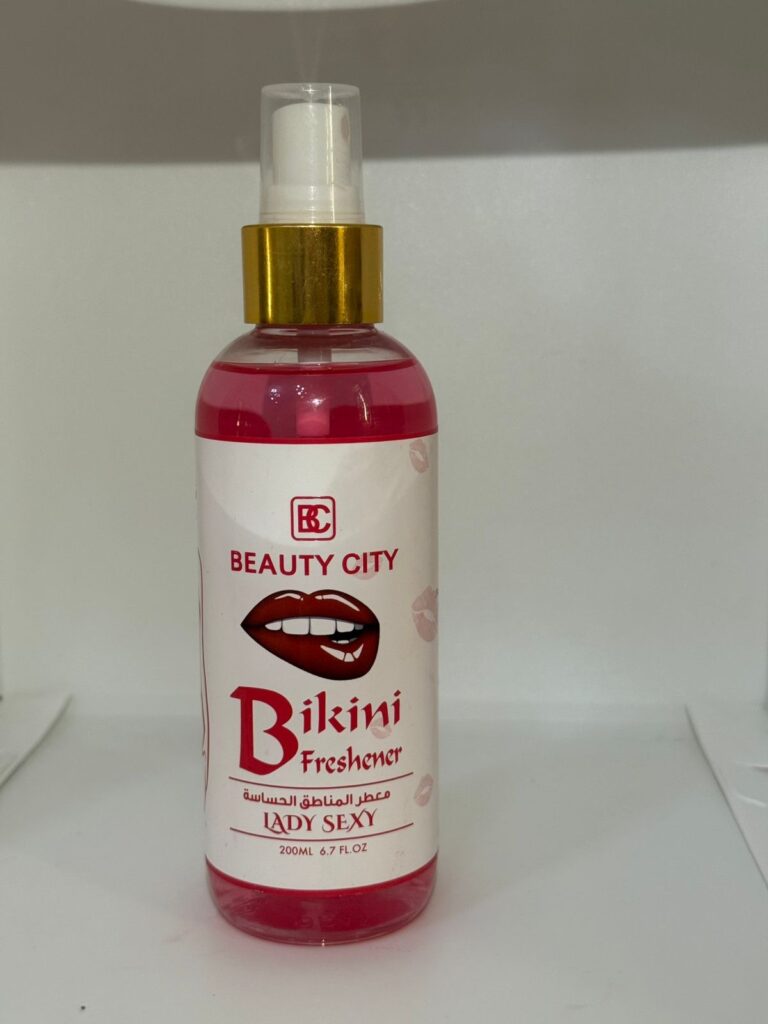 BC
BEAUTY CITY
Bikini
Freshener
معطر المناطق الحساسة
LADY SEXY
200ML 6.7 FL.OZ